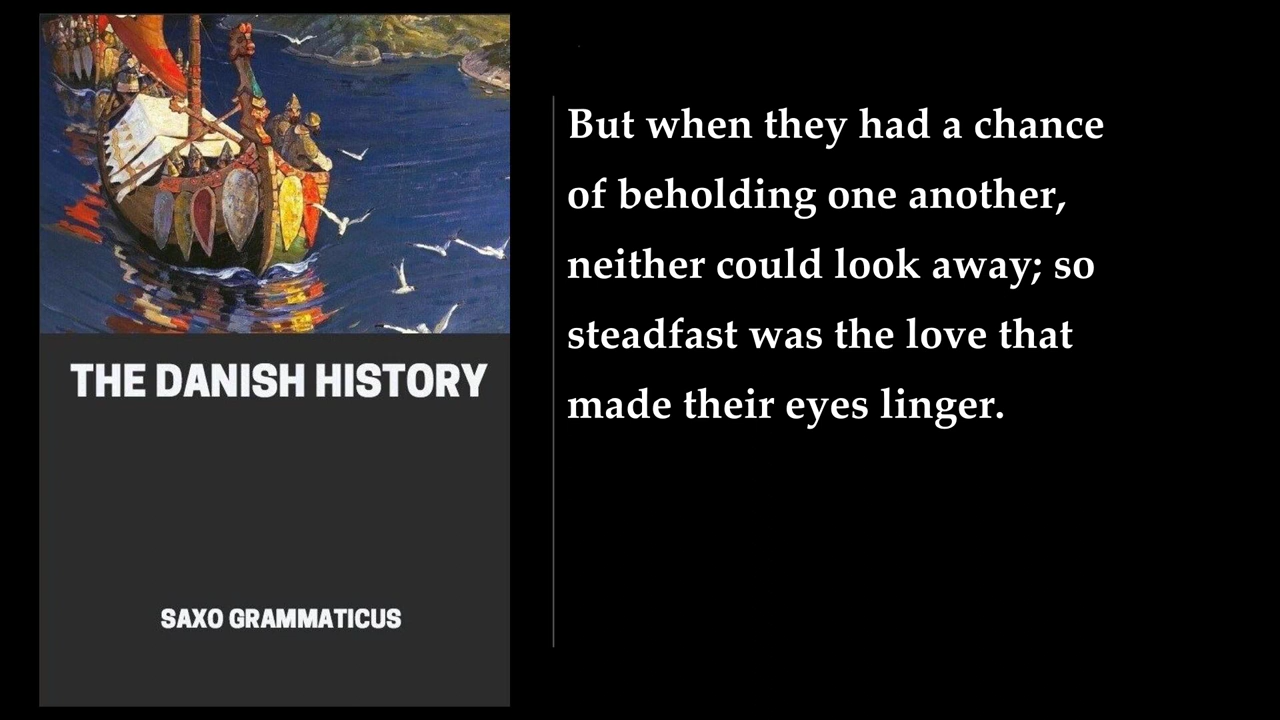 THE DANISH HISTORY
SAXO GRAMMATICUS
But when they had a chance
of beholding one another,
neither could look away; so
steadfast was the love that
made their eyes linger.